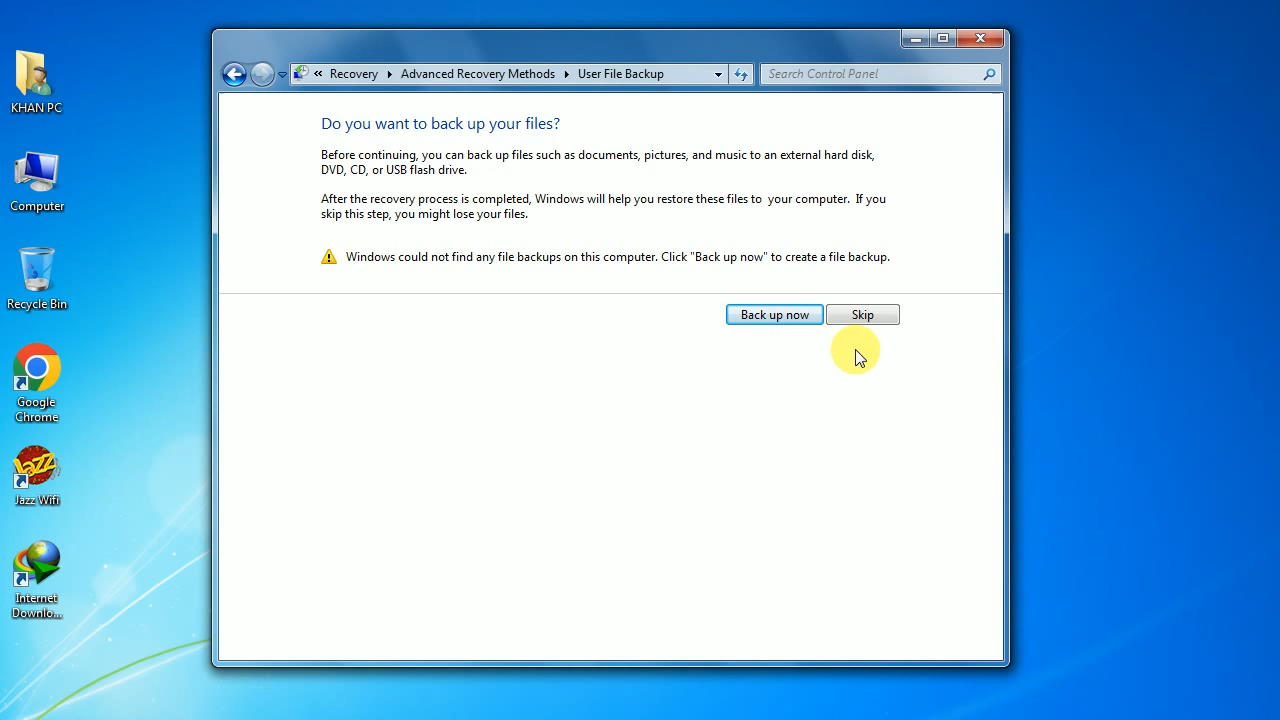 KHAN PC
Computer
Recycle Bin
Google
Chrome
Jazz
Jazz Wifi
Internet
Downlo...
« Recovery Advanced Recovery Methods User File Backup
Search Control Panel
Do you want to back up your files?
Before continuing, you can back up files such as documents, pictures, and music to an external hard disk,
DVD, CD, or USB flash drive.
After the recovery process is completed, Windows will help you restore these files to your computer. If you
skip this step, you might lose your files.
Windows could not find any file backups on this computer. Click "Back up now" to create a file backup.
Back up now
Skip